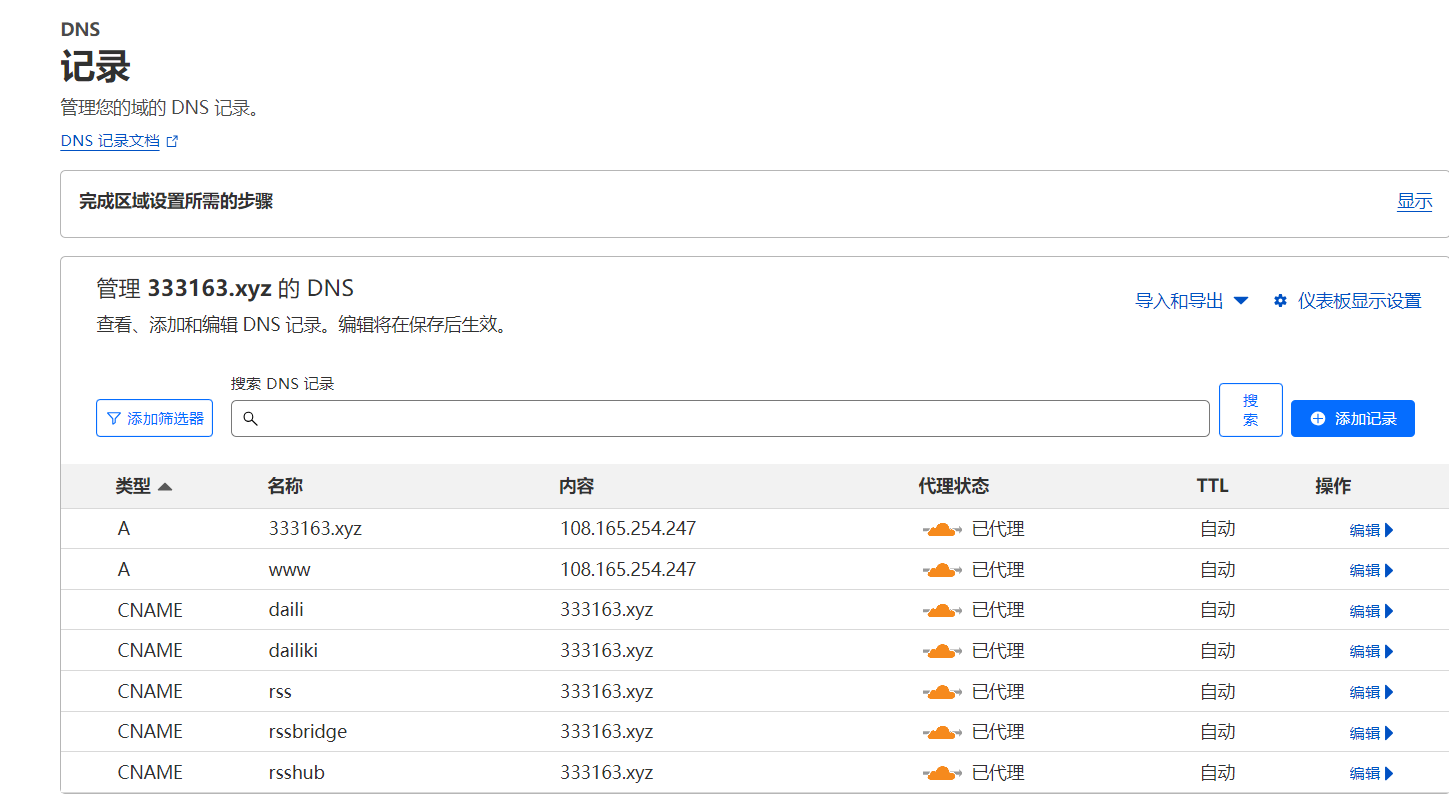 DNS
记录
管理您的域的 DNS 记录。
DNS 记录文档
完成区域设置所需的步骤 显示
管理 333163.xyz 的 DNS
导入和导出 仪表板显示设置
查看、添加和编辑 DNS 记录。编辑将在保存后生效。
搜索 DNS 记录
添加筛选器 搜索 添加记录
类型 名称 内容 代理状态 TTL 操作
A 333163.xyz 108.165.254.247 已代理 自动 编辑
A www 108.165.254.247 已代理 自动 编辑
CNAME daili 333163.xyz 已代理 自动 编辑
CNAME dailiki 333163.xyz 已代理 自动 编辑
CNAME rss 333163.xyz 已代理 自动 编辑
CNAME rssbridge 333163.xyz 已代理 自动 编辑
CNAME rsshub 333163.xyz 已代理 自动 编辑